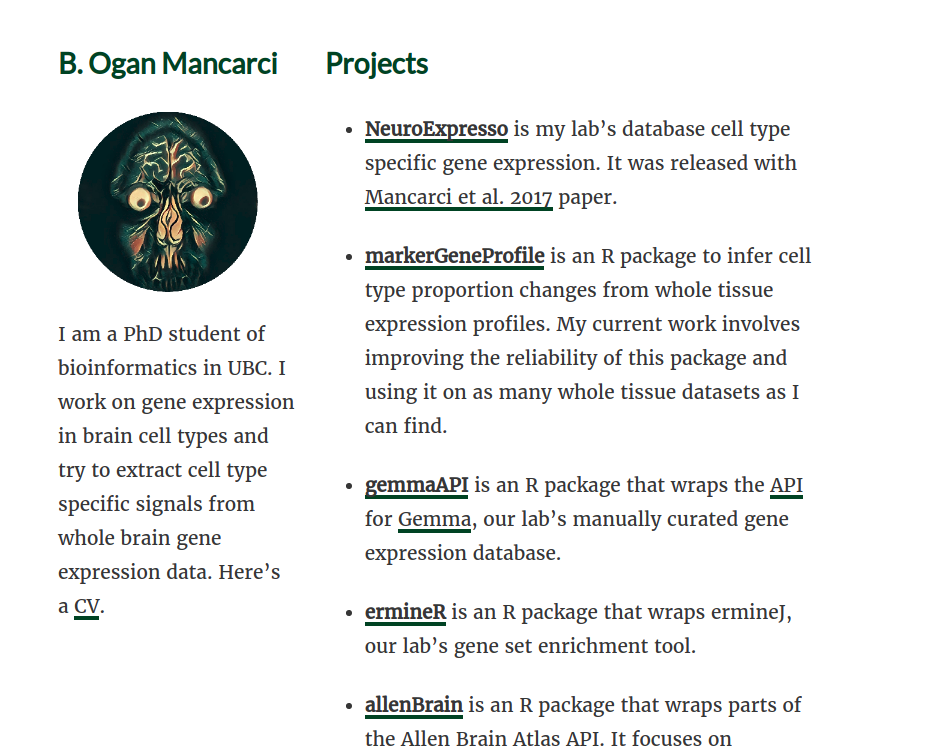 B. Ogan Mancarci
I am a PhD student of
bioinformatics in UBC. I
work on gene expression
in brain cell types and
try to extract cell type
specific signals from
whole brain gene
expression data. Here’s
a CV.
Projects
• NeuroExpresso is my lab’s database cell type
specific gene expression. It was released with
Mancarci et al. 2017 paper.
• markerGeneProfile is an R package to infer cell
type proportion changes from whole tissue
expression profiles. My current work involves
improving the reliability of this package and
using it on as many whole tissue datasets as I
can find.
• gemmaAPI is an R package that wraps the API
for Gemma, our lab’s manually curated gene
expression database.
• ermineR is an R package that wraps ermineJ,
our lab’s gene set enrichment tool.
• allenBrain is an R package that wraps parts of
the Allen Brain Atlas API. It focuses on